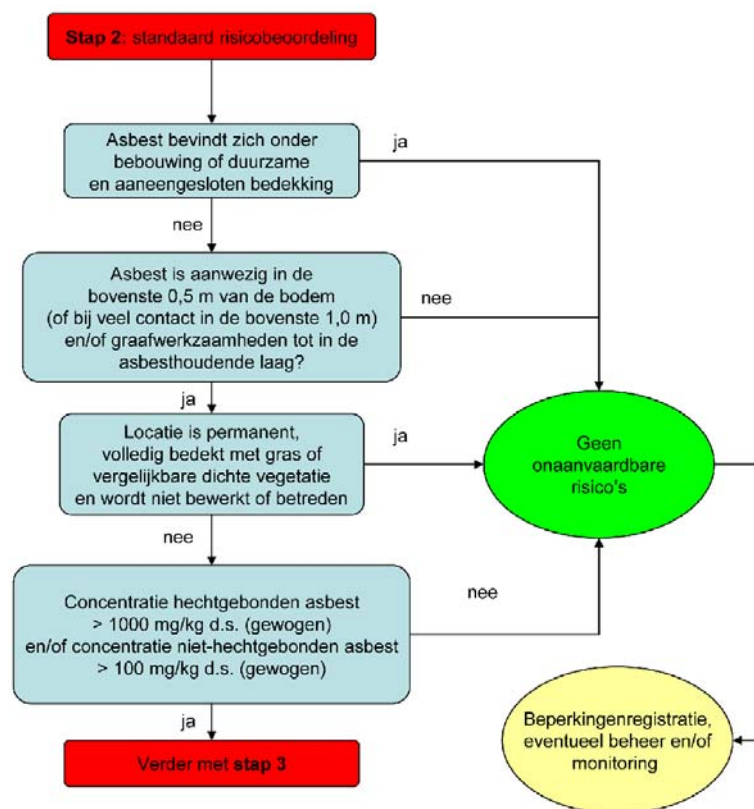 Stap 2: standaard risicobeoordeling
Asbest bevindt zich onder
bebouwing of duurzame
en aaneengesloten bedekking
ja
nee
Asbest is aanwezig in de
bovenste 0,5 m van de bodem
(of bij veel contact in de bovenste 1,0 m)
en/of graafwerkzaamheden tot in de
asbesthoudende laag?
nee
ja
Locatie is permanent,
volledig bedekt met gras of
vergelijkbare dichte vegetatie
en wordt niet bewerkt of betreden
ja
Geen
onaanvaardbare
risico's
nee
Concentratie hechtgebonden asbest
> 1000 mg/kg d.s. (gewogen)
en/of concentratie niet-hechtgebonden asbest
> 100 mg/kg d.s. (gewogen)
nee
ja
Verder met stap 3
Beperkingenregistratie,
eventueel beheer en/of
monitoring